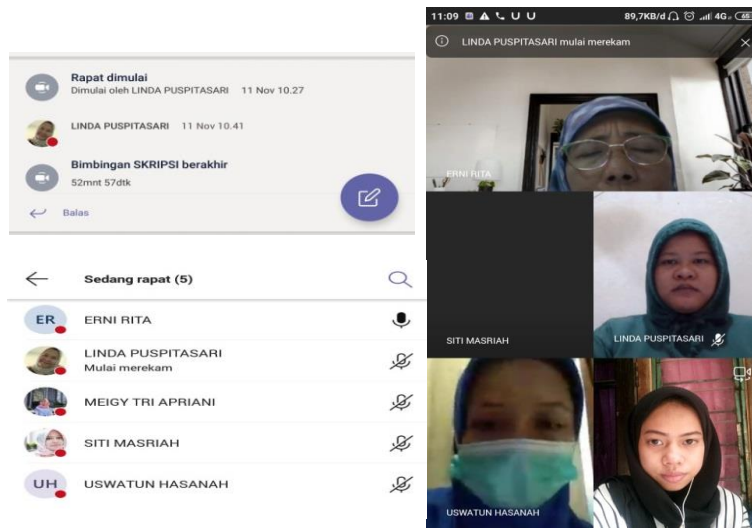 Rapat dimulai
Dimulai oleh LINDA PUSPITASARI 11 Nov 10.27
LINDA PUSPITASARI 11 Nov 10.41
Bimbingan SKRIPSI berakhir
52mnt 57dtk
Balas
Sedang rapat (5)
ER ERNI RITA
LINDA PUSPITASARI
Mulai merekam
MEIGY TRI APRIANI
SITI MASRIAH
UH USWATUN HASANAH
11:09 89,7KB/d 4G
LINDA PUSPITASARI mulai merekam
ERNI RITA
SITI MASRIAH
LINDA PUSPITASARI
USWATUN HASANAH